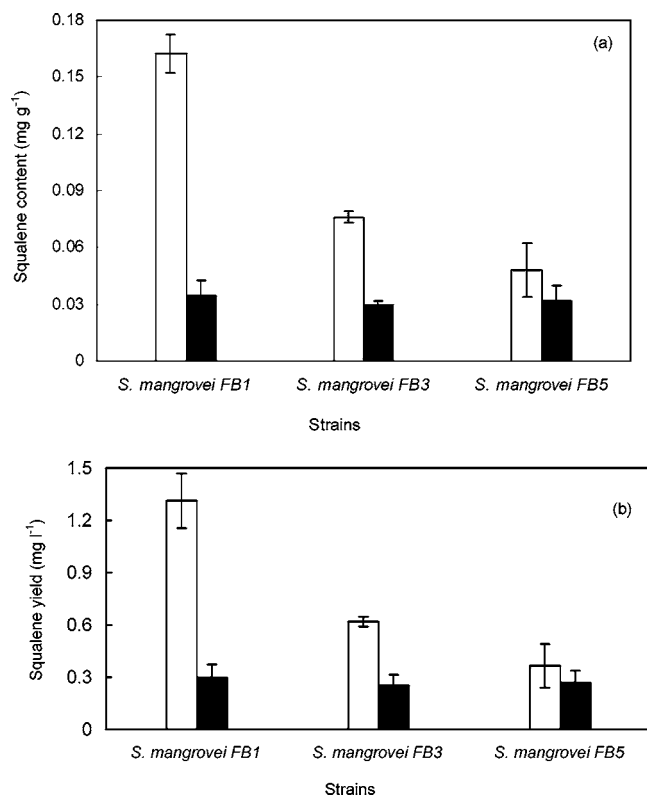 0.18
(a)
0.15
0.12
0.09
0.06
0.03
0
Squalene content (mg g⁻¹)
S. mangrovei FB1 S. mangrovei FB3 S. mangrovei FB5
Strains
1.5
(b)
1.2
0.9
0.6
0.3
0
Squalene yield (mg l⁻¹)
S. mangrovei FB1 S. mangrovei FB3 S. mangrovei FB5
Strains